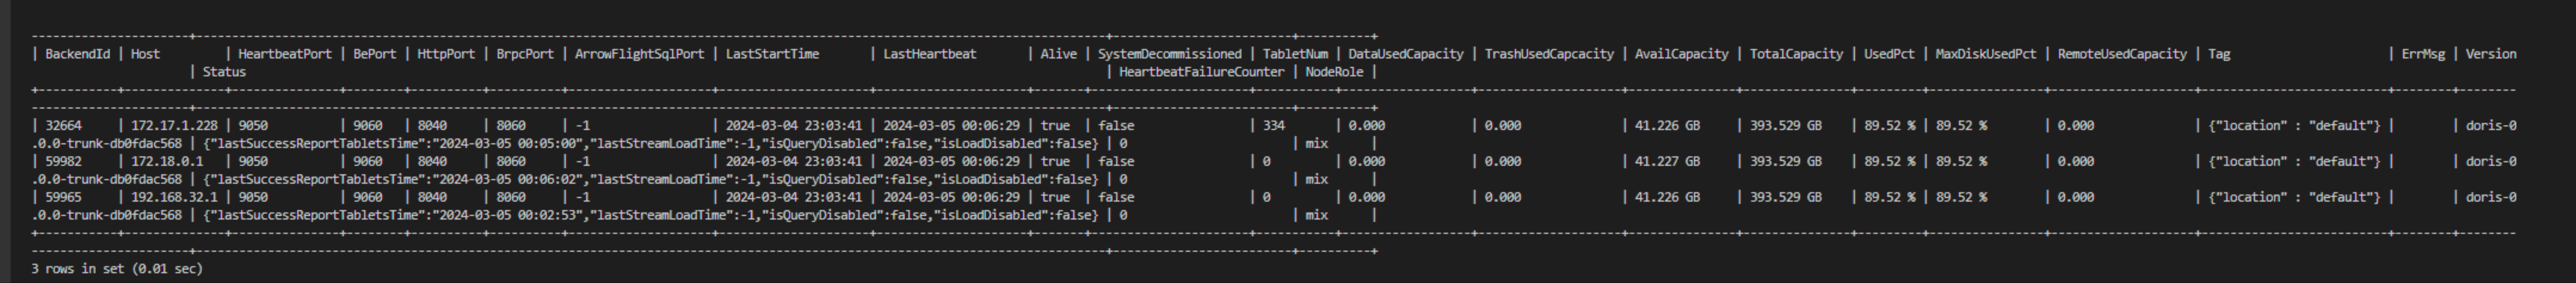 ----------------------+----------------------------------------------------------------------------------------------------------------+----------------------+----------+
| BackendId | Host | HeartbeatPort | BePort | HttpPort | BrpcPort | ArrowFlightSqlPort | LastStartTime | LastHeartbeat | Alive | SystemDecommissioned | TabletNum | DataUsedCapacity | TrashUsedCapcacity | AvailCapacity | TotalCapacity | UsedPct | MaxDiskUsedPct | RemoteUsedCapacity | Tag | ErrMsg | Version
| Status | HeartbeatFailureCounter | NodeRole |
+-----------+------------+---------------+--------+----------+----------+--------------------+---------------------+---------------------+-------+----------------------+-----------+------------------+--------------------+---------------+---------------+---------+----------------+--------------------+--------------------------+--------+--------
----------------------+----------------------------------------------------------------------------------------------------------------+----------------------+----------+
| 32664 | 172.17.1.228 | 9050 | 9060 | 8040 | 8060 | -1 | 2024-03-04 23:03:41 | 2024-03-05 00:06:29 | true | false | 334 | 0.000 | 0.000 | 41.226 GB | 393.529 GB | 89.52 % | 89.52 % | 0.000 | {"location" : "default"} | | doris-0
.0.0-trunk-db0fdac568 | {"lastSuccessReportTabletsTime":"2024-03-05 00:05:00","lastStreamLoadTime":-1,"isQueryDisabled":false,"isLoadDisabled":false} | 0 | mix |
| 59982 | 172.18.0.1 | 9050 | 9060 | 8040 | 8060 | -1 | 2024-03-04 23:03:41 | 2024-03-05 00:06:29 | true | false | 0 | 0.000 | 0.000 | 41.227 GB | 393.529 GB | 89.52 % | 89.52 % | 0.000 | {"location" : "default"} | | doris-0
.0.0-trunk-db0fdac568 | {"lastSuccessReportTabletsTime":"2024-03-05 00:06:02","lastStreamLoadTime":-1,"isQueryDisabled":false,"isLoadDisabled":false} | 0 | mix |
| 59965 | 192.168.32.1 | 9050 | 9060 | 8040 | 8060 | -1 | 2024-03-04 23:03:41 | 2024-03-05 00:06:29 | true | false | 0 | 0.000 | 0.000 | 41.226 GB | 393.529 GB | 89.52 % | 89.52 % | 0.000 | {"location" : "default"} | | doris-0
.0.0-trunk-db0fdac568 | {"lastSuccessReportTabletsTime":"2024-03-05 00:02:53","lastStreamLoadTime":-1,"isQueryDisabled":false,"isLoadDisabled":false} | 0 | mix |
+-----------+------------+---------------+--------+----------+----------+--------------------+---------------------+---------------------+-------+----------------------+-----------+------------------+--------------------+---------------+---------------+---------+----------------+--------------------+--------------------------+--------+--------
----------------------+----------------------------------------------------------------------------------------------------------------+----------------------+----------+
3 rows in set (0.01 sec)